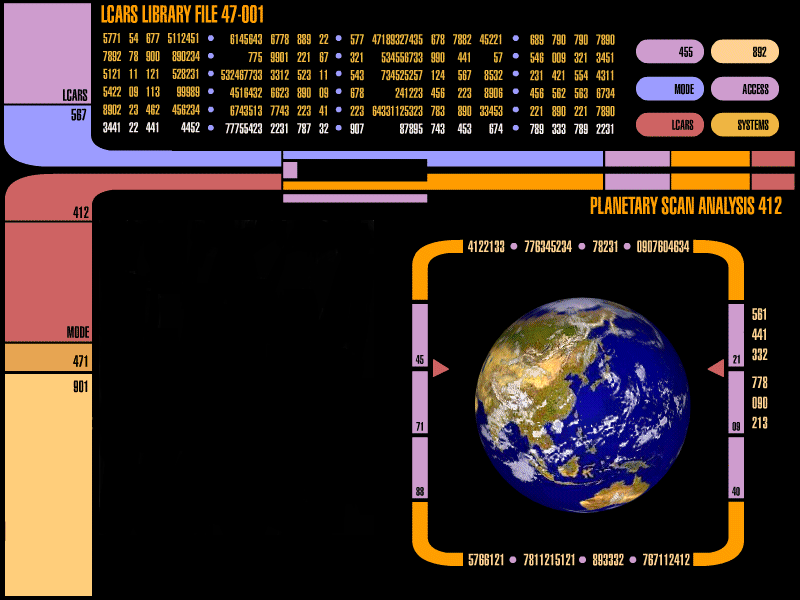 LCARS LIBRARY FILE 47-001
5771 54 677 5112451 • 6145643 6778 889 22 • 577 47189327435 678 7882 45221 • 689 790 790 7890
7892 78 900 890234 • 775 9901 221 67 • 321 534556733 990 441 57 • 546 009 321 3451
5121 11 121 528231 • 532467733 3312 523 11 • 543 734525257 124 567 8532 • 231 421 554 4311
5422 09 113 99989 • 4516432 6623 890 09 • 678 241223 456 223 8906 • 456 562 563 6734
8902 23 462 456234 • 6743513 7743 223 41 • 223 64331125323 783 890 33453 • 221 890 221 7890
3441 22 441 4452 • 77755423 2231 787 32 • 907 87895 743 453 674 • 789 333 789 2231
455 892
MODE ACCESS
LCARS SYSTEMS
LCARS
567
412
MODE
471
901
PLANETARY SCAN ANALYSIS 412
4122133 • 776345234 • 78231 • 0907604634
45
71
88
21
09
40
561
441
332
778
090
213
5766121 • 7811215121 • 893332 • 767112412